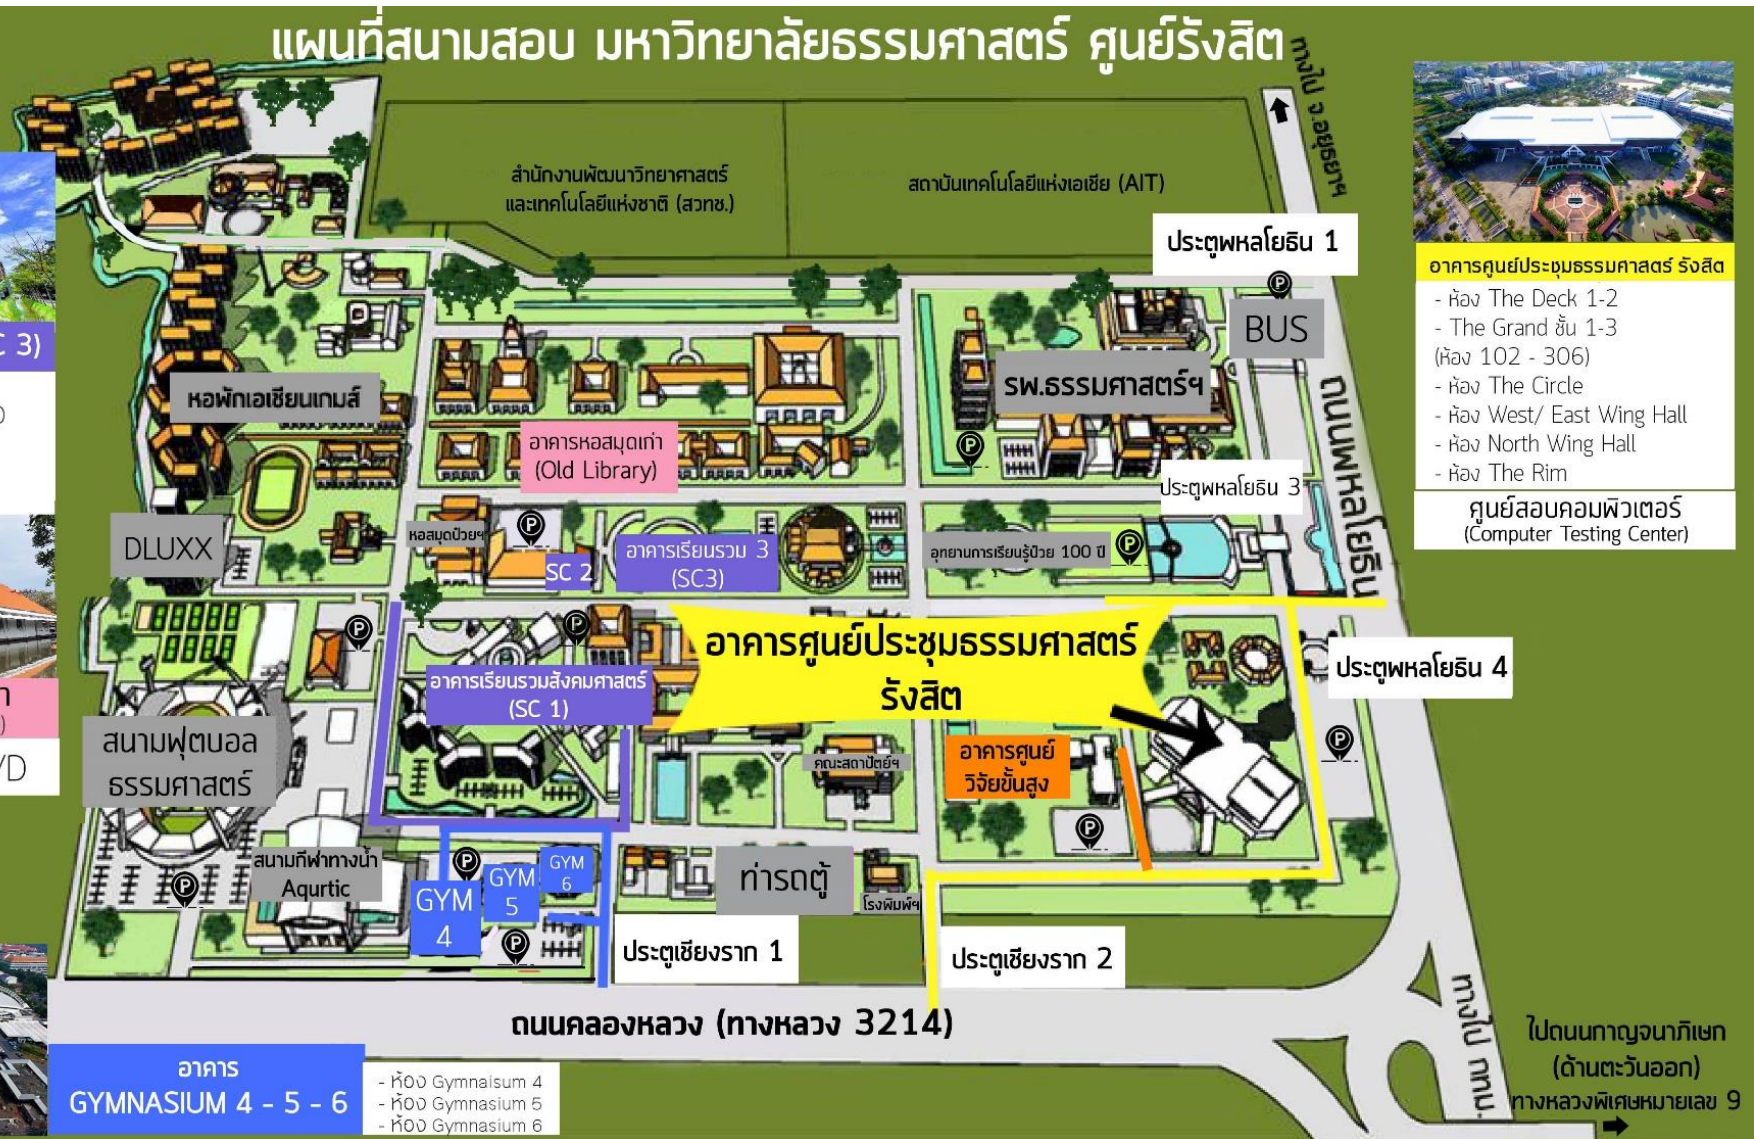 แผนที่สนามสอบ มหาวิทยาลัยธรรมศาสตร์ ศูนย์รังสิต
ทางไป จ.อยุธยาฯ
สำนักงานพัฒนาวิทยาศาสตร์
และเทคโนโลยีแห่งชาติ (สวทช.)
สถาบันเทคโนโลยีแห่งเอเชีย (AIT)
ประตูพหลโยธิน 1
BUS
อาคารศูนย์ประชุมธรรมศาสตร์ รังสิต
- ห้อง The Deck 1-2
- The Grand ชั้น 1-3
(ห้อง 102 - 306)
- ห้อง The Circle
- ห้อง West/ East Wing Hall
- ห้อง North Wing Hall
- ห้อง The Rim
ศูนย์สอบคอมพิวเตอร์
(Computer Testing Center)
C 3)
หอพักเอเชียนเกมส์
รพ.ธรรมศาสตร์ฯ
ถนนพหลโยธิน
อาคารหอสมุดเก่า
(Old Library)
P
ประตูพหลโยธิน 3
DLUXX
หอสมุดป๋วยฯ
P
SC 2
อาคารเรียนรวม 3
(SC3)
อุทยานการเรียนรู้ป๋วย 100 ปี
P
P
P
อาคารศูนย์ประชุมธรรมศาสตร์
รังสิต
ประตูพหลโยธิน 4
อาคารเรียนรวมสังคมศาสตร์
(SC 1)
า
)
/D
สนามฟุตบอล
ธรรมศาสตร์
คณะสถาปัตย์ฯ
อาคารศูนย์
วิจัยขั้นสูง
P
P
สนามกีฬาทางน้ำ
Aqurtic
P
P
GYM
4
GYM
5
GYM
6
P
ท่ารถตู้
โรงพิมพ์ฯ
ประตูเชียงราก 1
ประตูเชียงราก 2
ถนนคลองหลวง (ทางหลวง 3214)
ทางไป กทม.
ไปถนนกาญจนาภิเษก
(ด้านตะวันออก)
ทางหลวงพิเศษหมายเลข 9
อาคาร
GYMNASIUM 4 - 5 - 6
- ห้อง Gymnaisum 4
- ห้อง Gymnasium 5
- ห้อง Gymnasium 6